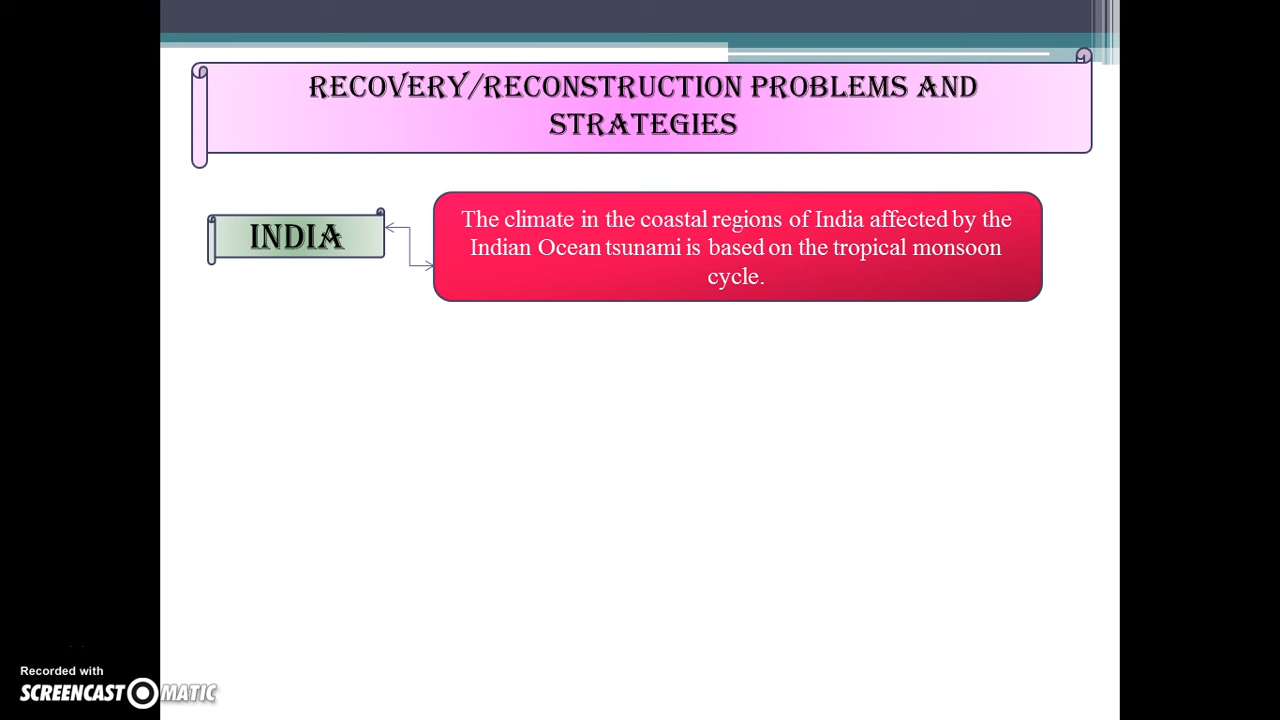 RECOVERY/RECONSTRUCTION PROBLEMS AND
STRATEGIES
INDIA
The climate in the coastal regions of India affected by the
Indian Ocean tsunami is based on the tropical monsoon
cycle.
Recorded with
SCREENCAST MATIC